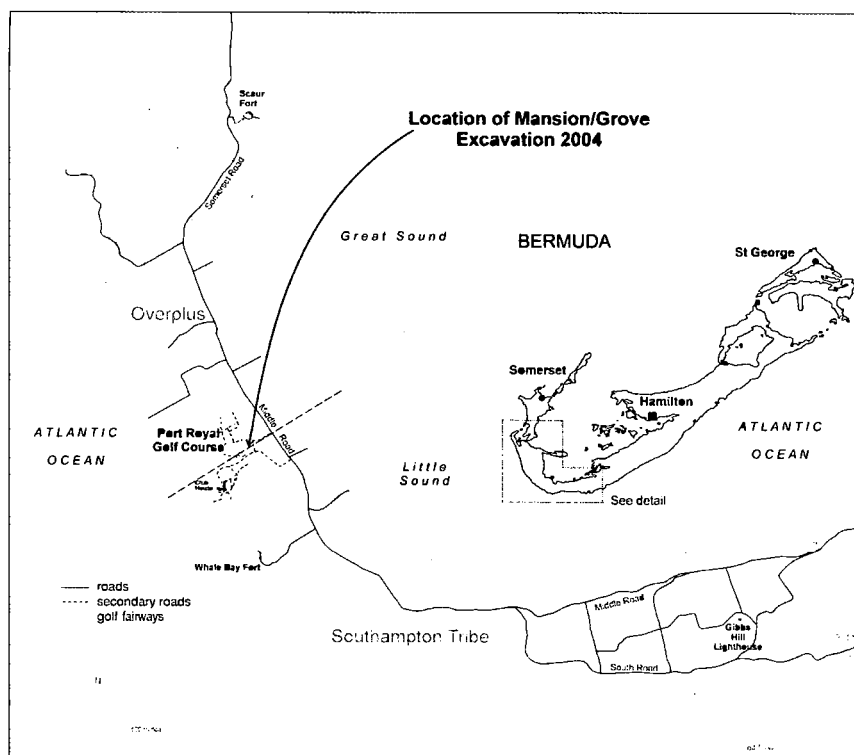 Scaur
Fort
Location of Mansion/Grove
Excavation 2004
Somerset Road
Great Sound
BERMUDA
St George
Overplus
Somerset
Hamilton
Middle Road
Port Royal
Golf Course
ATLANTIC
OCEAN
ATLANTIC
OCEAN
Club
House
Little
Sound
See detail
Whale Bay Fort
roads
secondary roads
golf fairways
Middle Road
Gibbs
Hill
Lighthouse
Southampton Tribe
South Road
N